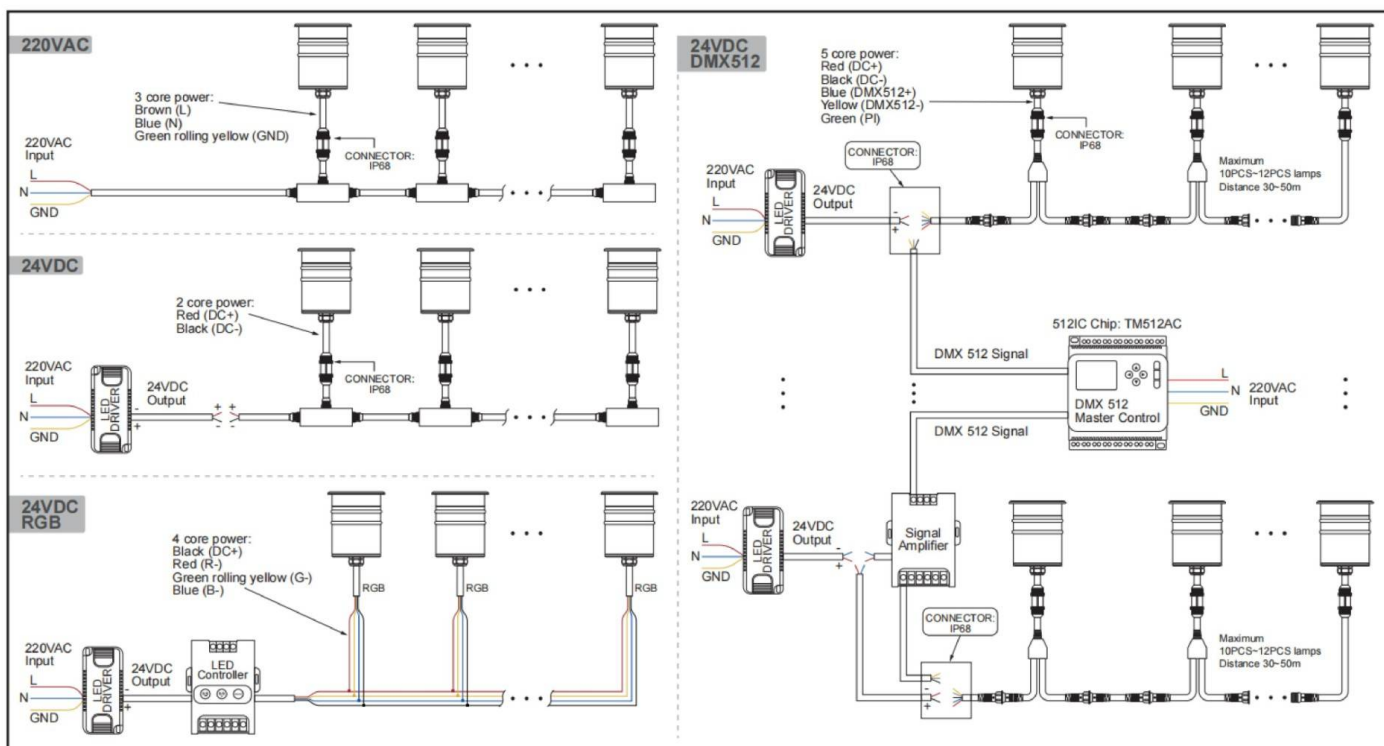 220VAC
3 core power:
Brown (L)
Blue (N)
Green rolling yellow (GND)
220VAC
Input
L
N
GND
CONNECTOR:
IP68
24VDC
2 core power:
Red (DC+)
Black (DC-)
220VAC
Input
L
N
GND
LED
DRIVER
24VDC
Output
-
+
+ +
- -
CONNECTOR:
IP68
24VDC
RGB
4 core power:
Black (DC+)
Red (R-)
Green rolling yellow (G-)
Blue (B-)
RGB
RGB
RGB
220VAC
Input
L
N
GND
LED
DRIVER
24VDC
Output
-
+
LED
Controller
24VDC
DMX512
5 core power:
Red (DC+)
Black (DC-)
Blue (DMX512+)
Yellow (DMX512-)
Green (PI)
CONNECTOR:
IP68
CONNECTOR:
IP68
220VAC
Input
L
N
GND
LED
DRIVER
24VDC
Output
-
+
Maximum
10PCS~12PCS lamps
Distance 30~50m
512IC Chip: TM512AC
DMX 512 Signal
DMX 512
Master Control
L
N
GND
220VAC
Input
DMX 512 Signal
220VAC
Input
L
N
GND
LED
DRIVER
24VDC
Output
-
+
Signal
Amplifier
CONNECTOR:
IP68
-
+
Maximum
10PCS~12PCS lamps
Distance 30~50m